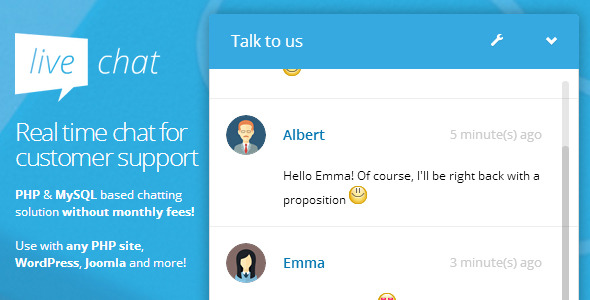 live chat
Real time chat for
customer support
PHP & MySQL based chatting
solution without monthly fees!
Use with any PHP site,
WordPress, Joomla and more!
Talk to us
Albert
5 minute(s) ago
Hello Emma! Of course, I'll be right back with a
proposition
Emma
3 minute(s) ago